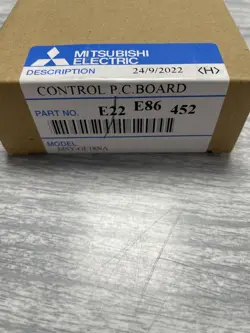 MITSUBISHI
ELECTRIC
DESCRIPTION 24/9/2022 <H>
CONTROL P.C.BOARD
PART NO. E22 E86 452
MODEL